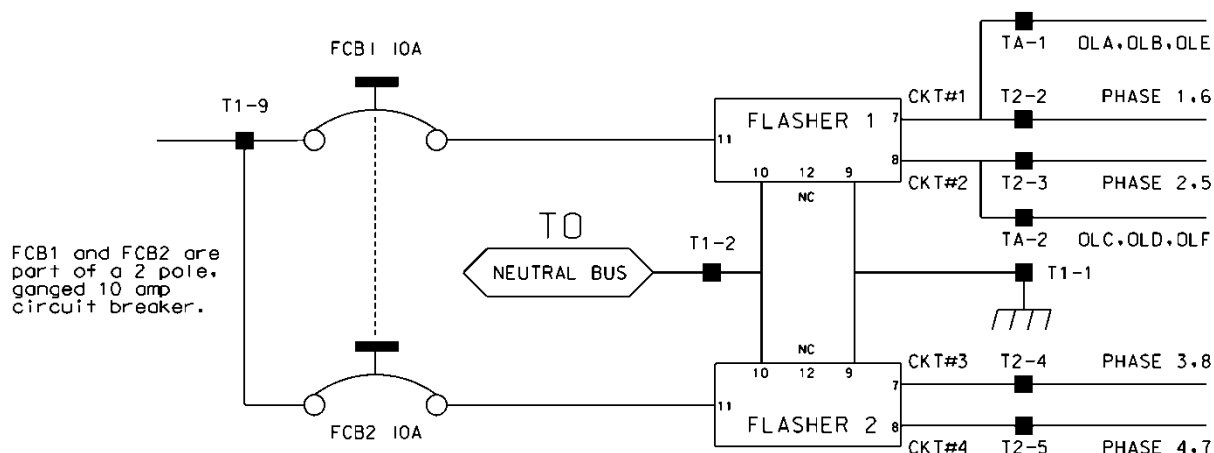 FCB1 10A
T1-9
FCB1 and FCB2 are
part of a 2 pole,
ganged 10 amp
circuit breaker.
FCB2 10A
TO
NEUTRAL BUS
T1-2
11
FLASHER 1
7
8
10 12 9
NC
CKT#1
CKT#2
TA-1 OLA,OLB,OLE
T2-2 PHASE 1,6
T2-3 PHASE 2,5
TA-2 OLC,OLD,OLF
T1-1
NC
10 12 9
11
FLASHER 2
7
8
CKT#3 T2-4 PHASE 3,8
CKT#4 T2-5 PHASE 4,7